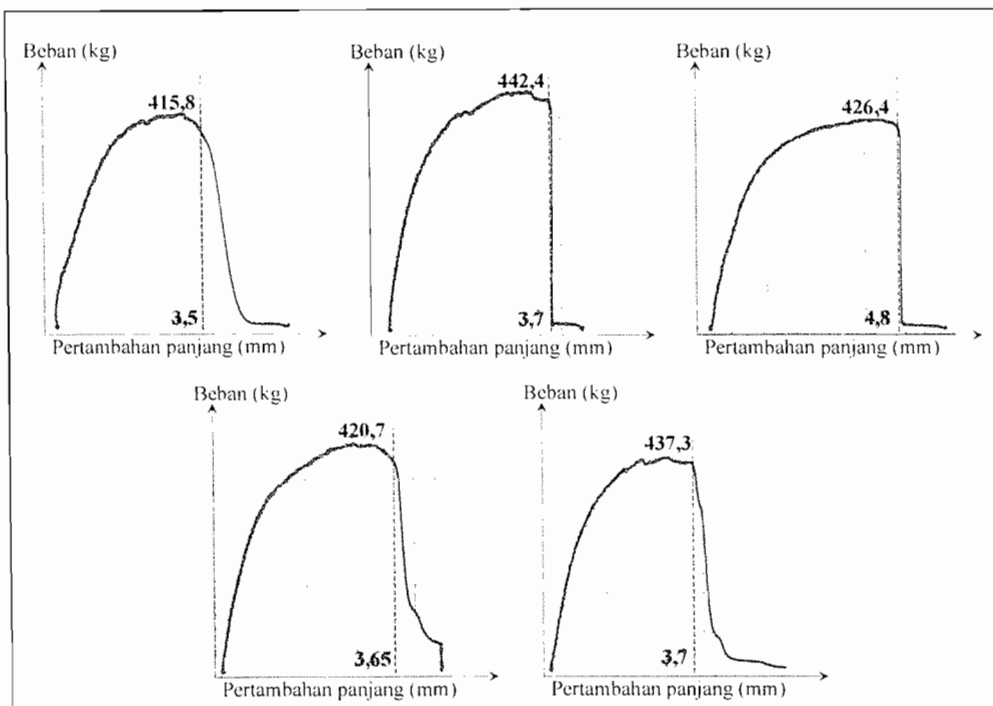 Beban (kg)
415,8
3,5
Pertambahan panjang (mm)
Beban (kg)
442,4
3,7
Pertambahan panjang (mm)
Beban (kg)
426,4
4,8
Pertambahan panjang (mm)
Beban (kg)
420,7
3,65
Pertambahan panjang (mm)
Beban (kg)
437,3
3,7
Pertambahan panjang (mm)